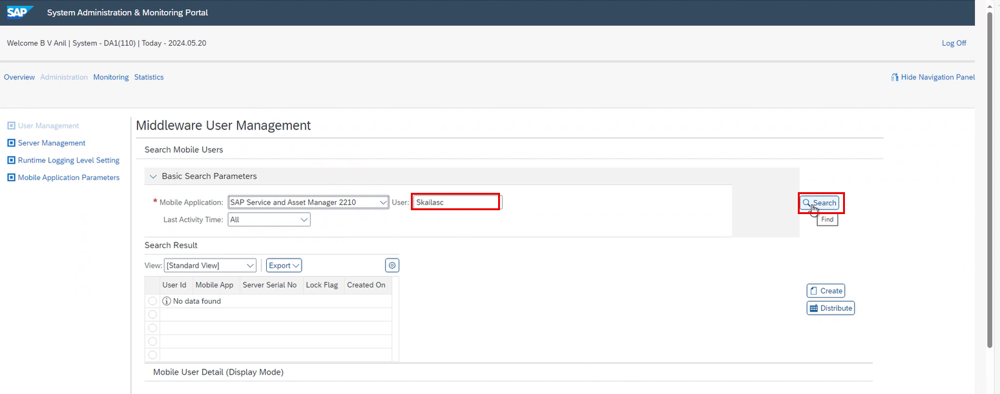 SAP System Administration & Monitoring Portal
Welcome B V Anil | System - DA1(110) | Today - 2024.05.20 Log Off
Overview Administration Monitoring Statistics Hide Navigation Panel
User Management
Server Management
Runtime Logging Level Setting
Mobile Application Parameters
Middleware User Management
Search Mobile Users
Basic Search Parameters
* Mobile Application: SAP Service and Asset Manager 2210 User: Skailasc Search
Last Activity Time: All Find
Search Result
View: [Standard View] Export
User Id Mobile App Server Serial No Lock Flag Created On
No data found
Create
Distribute
Mobile User Detail (Display Mode)